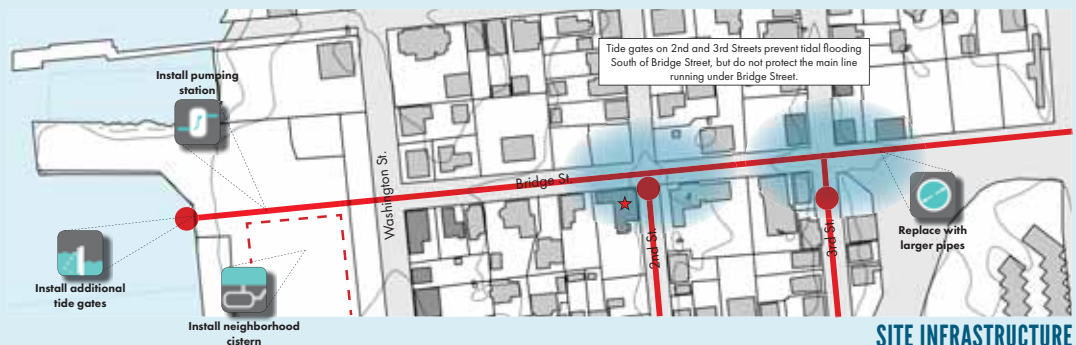 Tide gates on 2nd and 3rd Streets prevent tidal flooding
South of Bridge Street, but do not protect the main line
running under Bridge Street.
Install pumping
station
Washington St.
Bridge St.
2nd St.
3rd St.
Replace with
larger pipes
Install additional
tide gates
Install neighborhood
cistern
SITE INFRASTRUCTURE